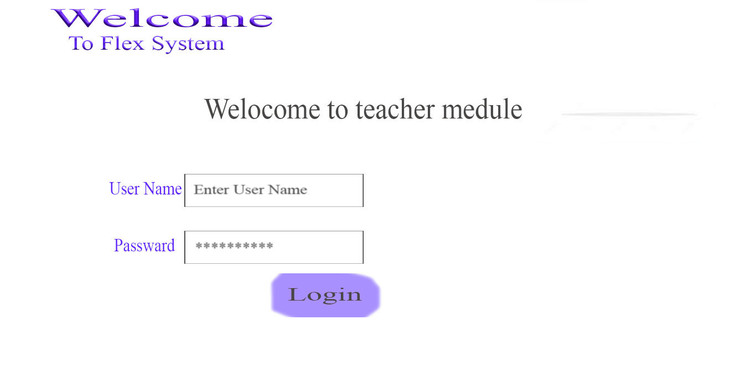 Welcome
To Flex System
Welocome to teacher medule
User Name Enter User Name
Passward **********
Login